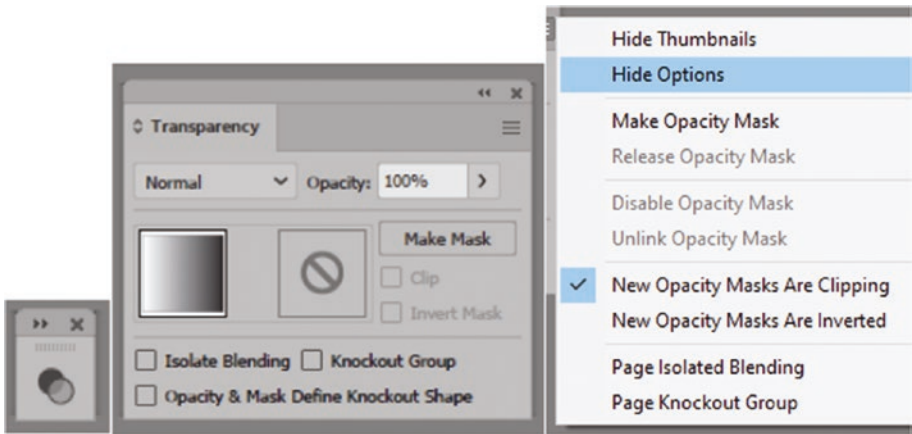 Transparency
Normal Opacity: 100%
Make Mask
Clip
Invert Mask
Isolate Blending Knockout Group
Opacity & Mask Define Knockout Shape
Hide Thumbnails
Hide Options
Make Opacity Mask
Release Opacity Mask
Disable Opacity Mask
Unlink Opacity Mask
New Opacity Masks Are Clipping
New Opacity Masks Are Inverted
Page Isolated Blending
Page Knockout Group